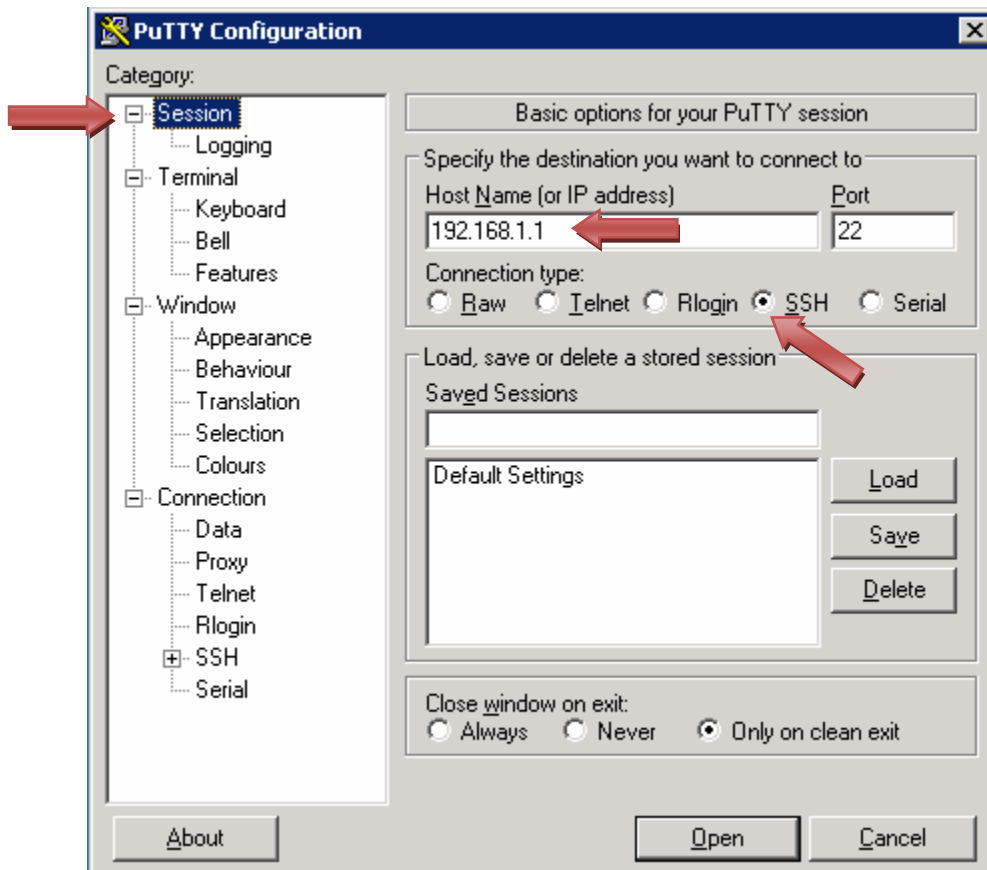 PuTTY Configuration
Category:
Session
Logging
Terminal
Keyboard
Bell
Features
Window
Appearance
Behaviour
Translation
Selection
Colours
Connection
Data
Proxy
Telnet
Rlogin
SSH
Serial
Basic options for your PuTTY session
Specify the destination you want to connect to
Host Name (or IP address) Port
192.168.1.1 22
Connection type:
Raw Telnet Rlogin SSH Serial
Load, save or delete a stored session
Saved Sessions
Default Settings
Load
Save
Delete
Close window on exit:
Always Never Only on clean exit
About Open Cancel